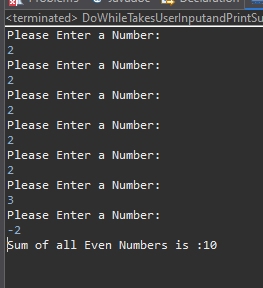 Problems Javadoc Declaration
<terminated> DoWhileTakesUserInputandPrintSu
Please Enter a Number:
2
Please Enter a Number:
2
Please Enter a Number:
2
Please Enter a Number:
2
Please Enter a Number:
2
Please Enter a Number:
3
Please Enter a Number:
-2
Sum of all Even Numbers is :10